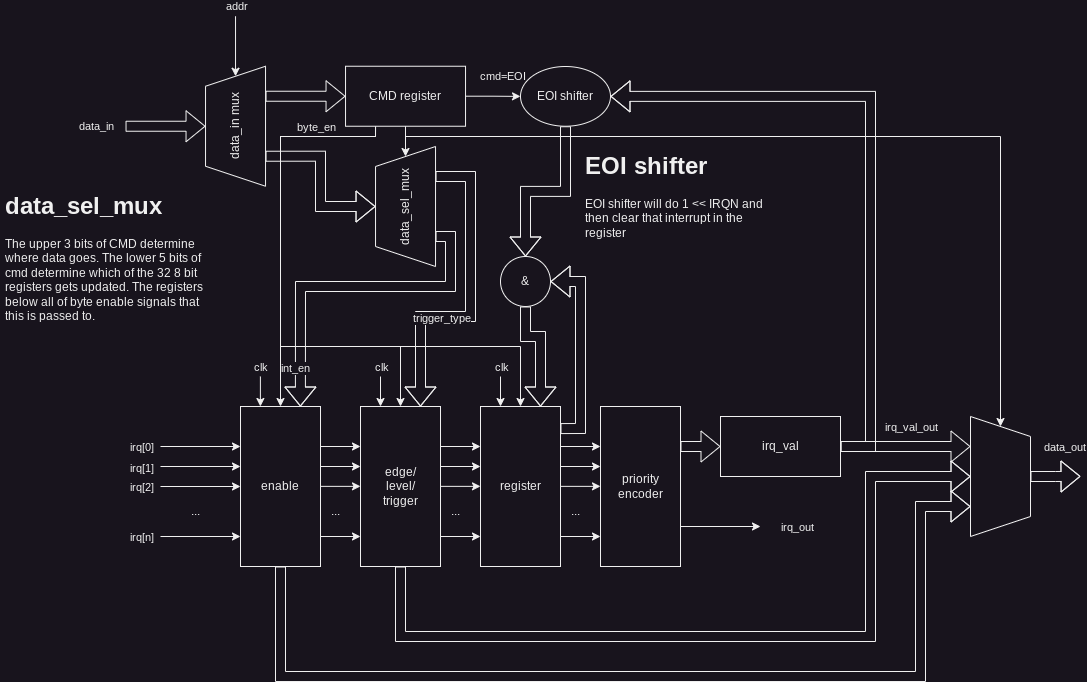 addr
cmd=EOI
CMD register
EOI shifter
data_in mux
data_in
byte_en
EOI shifter
data_sel_mux
EOI shifter will do 1 << IRQN and
then clear that interrupt in the
register
data_sel_mux
The upper 3 bits of CMD determine
where data goes. The lower 5 bits of
cmd determine which of the 32 8 bit
registers gets updated. The registers
below all of byte enable signals that
this is passed to.
&
trigger_type
clk
int_en
clk
clk
irq[0]
irq[1]
irq[2]
...
irq[n]
enable
...
edge/
level/
trigger
...
register
...
priority
encoder
irq_val
irq_val_out
data_out
irq_out